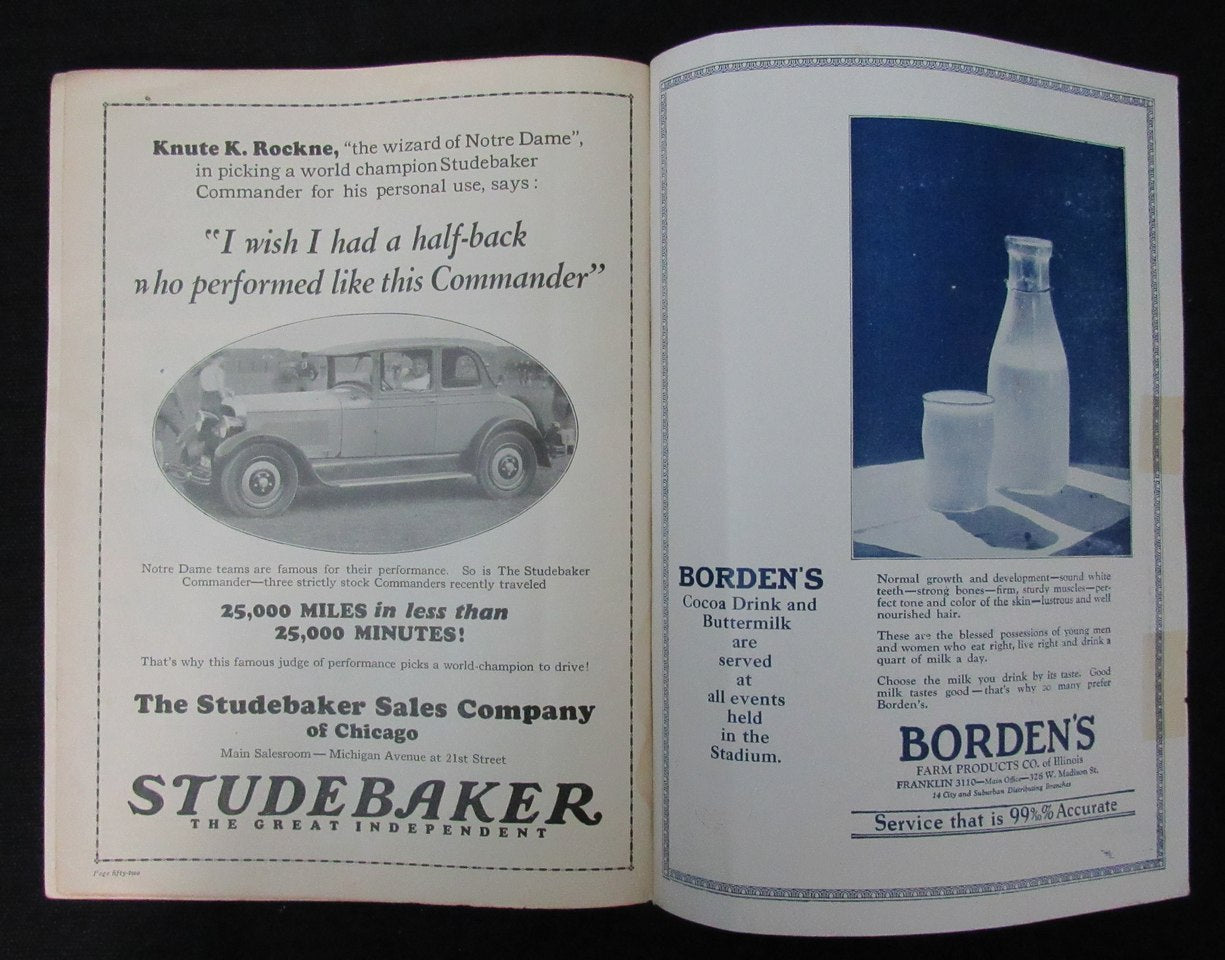 Knute K. Rockne, “the wizard of Notre Dame”,
in picking a world champion Studebaker
Commander for his personal use, says :
“I wish I had a half-back
who performed like this Commander”
Notre Dame teams are famous for their performance. So is The Studebaker
Commander—three strictly stock Commanders recently traveled
25,000 MILES in less than
25,000 MINUTES!
That's why this famous judge of performance picks a world-champion to drive!
The Studebaker Sales Company
of Chicago
Main Salesroom — Michigan Avenue at 21st Street
STUDEBAKER
THE GREAT INDEPENDENT
Page fifty-two
BORDEN'S
Cocoa Drink and
Buttermilk
are
served
at
all events
held
in the
Stadium.
Normal growth and development—sound white
teeth—strong bones—firm, sturdy muscles—per-
fect tone and color of the skin—lustrous and well
nourished hair.
These are the blessed possessions of young men
and women who eat right, live right and drink a
quart of milk a day.
Choose the milk you drink by its taste. Good
milk tastes good—that's why so many prefer
Borden's.
BORDEN'S
FARM PRODUCTS CO. of Illinois
FRANKLIN 3110—Main Office—326 W. Madison St.
14 City and Suburban Distributing Branches
Service that is Accurate